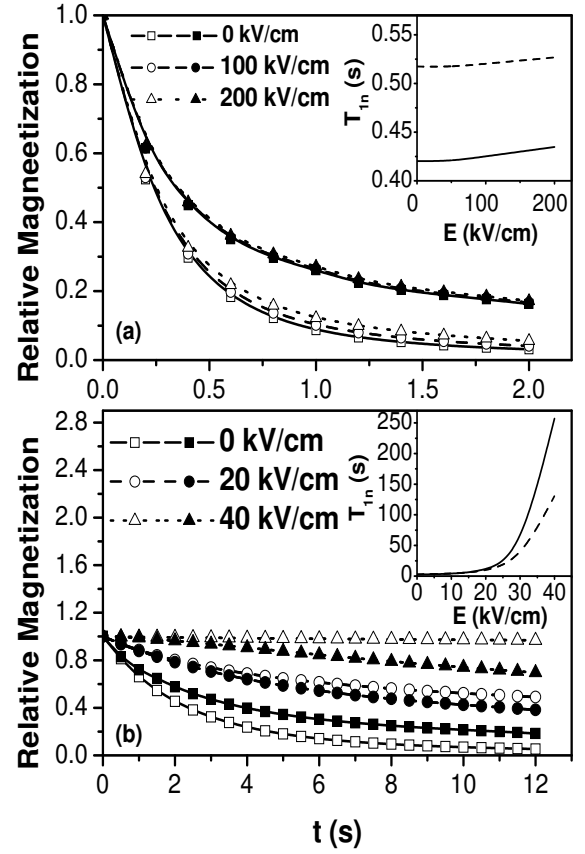 Relative Magneetization
1.0
0.8
0.6
0.4
0.2
0.0
0 kV/cm
100 kV/cm
200 kV/cm
(a)
T1n (s)
0.55
0.50
0.45
0.40
0 100 200
E (kV/cm)
0.0 0.5 1.0 1.5 2.0
Relative Magnetization
2.8
2.4
2.0
1.6
1.2
0.8
0.4
0.0
0 kV/cm
20 kV/cm
40 kV/cm
(b)
T1n (s)
250
200
150
100
50
0
0 10 20 30 40
E (kV/cm)
0 2 4 6 8 10 12
t (s)